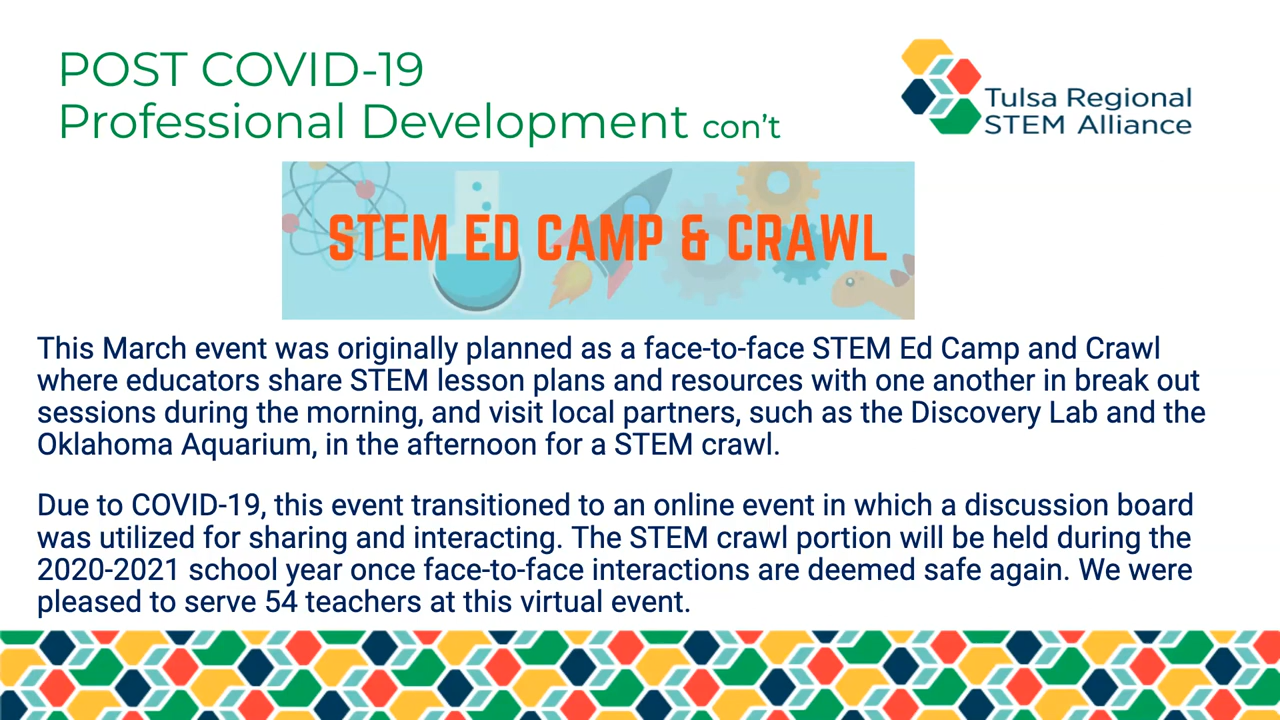 POST COVID-19
Professional Development con't
Tulsa Regional
STEM Alliance
STEM ED CAMP & CRAWL
This March event was originally planned as a face-to-face STEM Ed Camp and Crawl
where educators share STEM lesson plans and resources with one another in break out
sessions during the morning, and visit local partners, such as the Discovery Lab and the
Oklahoma Aquarium, in the afternoon for a STEM crawl.
Due to COVID-19, this event transitioned to an online event in which a discussion board
was utilized for sharing and interacting. The STEM crawl portion will be held during the
2020-2021 school year once face-to-face interactions are deemed safe again. We were
pleased to serve 54 teachers at this virtual event.